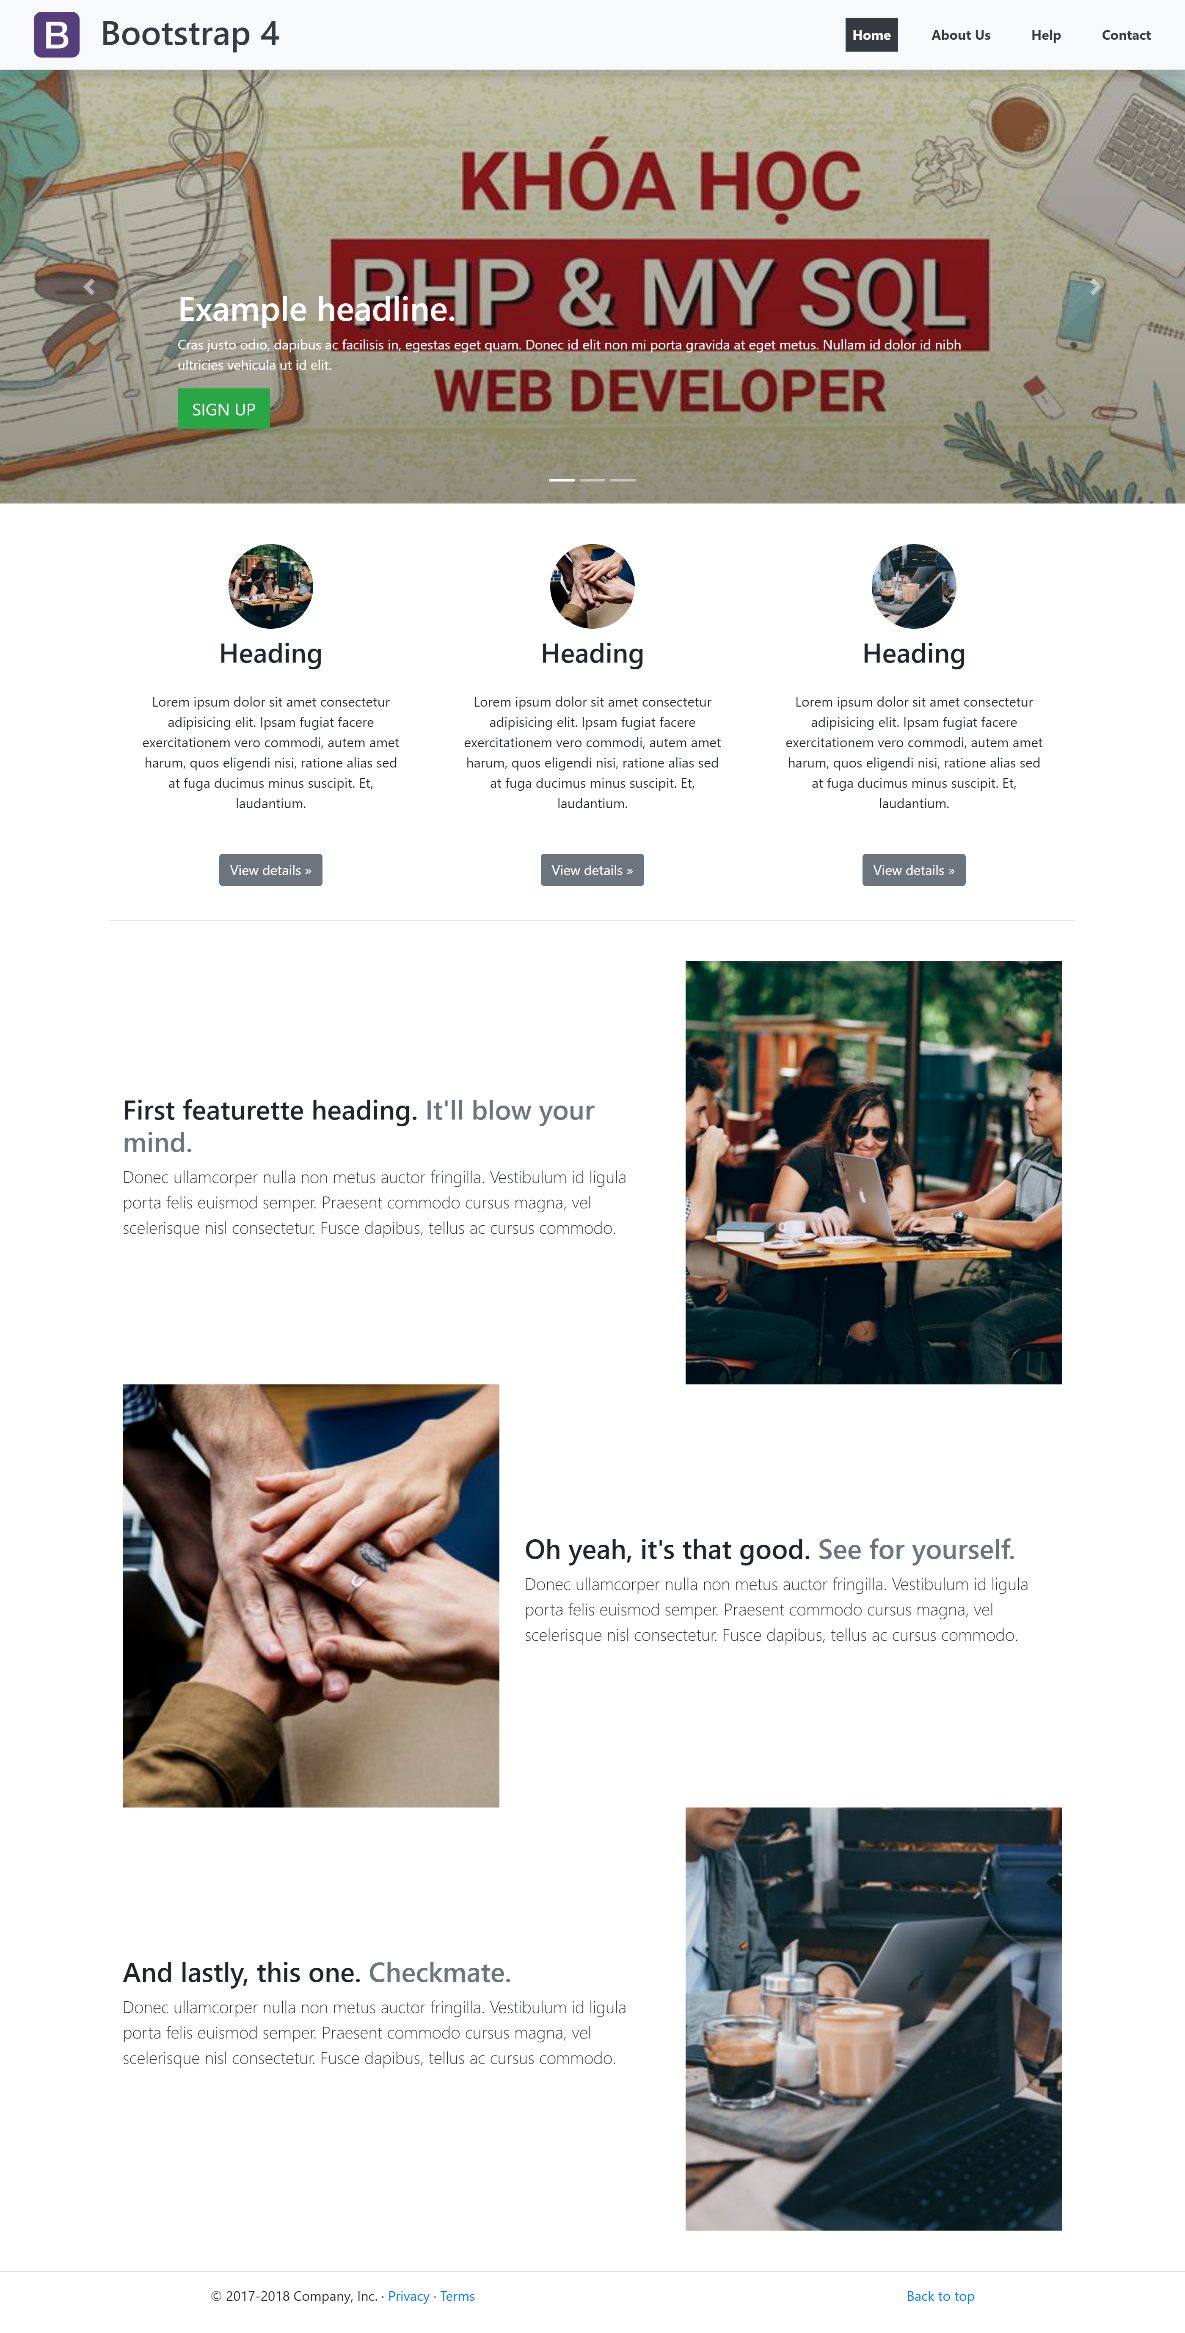 B Bootstrap 4
Home About Us Help Contact
KHÓA HỌC
PHP & MY SQL
WEB DEVELOPER
Example headline.
Cras justo odio, dapibus ac facilisis in, egestas eget quam. Donec id elit non mi porta gravida at eget metus. Nullam id dolor id nibh
ultricies vehicula ut id elit.
SIGN UP
Heading
Lorem ipsum dolor sit amet consectetur
adipisicing elit. Ipsam fugiat facere
exercitationem vero commodi, autem amet
harum, quos eligendi nisi, ratione alias sed
at fuga ducimus minus suscipit. Et,
laudantium.
View details »
Heading
Lorem ipsum dolor sit amet consectetur
adipisicing elit. Ipsam fugiat facere
exercitationem vero commodi, autem amet
harum, quos eligendi nisi, ratione alias sed
at fuga ducimus minus suscipit. Et,
laudantium.
View details »
Heading
Lorem ipsum dolor sit amet consectetur
adipisicing elit. Ipsam fugiat facere
exercitationem vero commodi, autem amet
harum, quos eligendi nisi, ratione alias sed
at fuga ducimus minus suscipit. Et,
laudantium.
View details »
First featurette heading. It'll blow your
mind.
Donec ullamcorper nulla non metus auctor fringilla. Vestibulum id ligula
porta felis euismod semper. Praesent commodo cursus magna, vel
scelerisque nisl consectetur. Fusce dapibus, tellus ac cursus commodo.
Oh yeah, it's that good. See for yourself.
Donec ullamcorper nulla non metus auctor fringilla. Vestibulum id ligula
porta felis euismod semper. Praesent commodo cursus magna, vel
scelerisque nisl consectetur. Fusce dapibus, tellus ac cursus commodo.
And lastly, this one. Checkmate.
Donec ullamcorper nulla non metus auctor fringilla. Vestibulum id ligula
porta felis euismod semper. Praesent commodo cursus magna, vel
scelerisque nisl consectetur. Fusce dapibus, tellus ac cursus commodo.
© 2017-2018 Company, Inc. · Privacy · Terms
Back to top